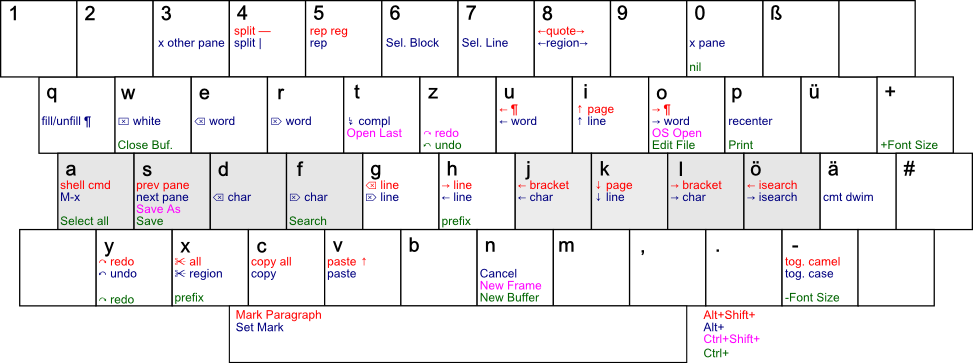 1
2
3
x other pane
4
split —
split |
5
rep reg
rep
6
Sel. Block
7
Sel. Line
8
←quote→
←region→
9
0
x pane
nil
ß
q
fill/unfill ¶
w
⌧ white
Close Buf.
e
⌫ word
r
⌦ word
t
↯ compl
Open Last
z
↷ redo
↶ undo
u
← ¶
← word
i
↑ page
↑ line
o
→ ¶
→ word
OS Open
Edit File
p
recenter
Print
ü
+
+Font Size
a
shell cmd
M-x
Select all
s
prev pane
next pane
Save As
Save
d
⌫ char
f
⌦ char
Search
g
⌫ line
⌦ line
h
→ line
← line
prefix
j
← bracket
← char
k
↓ page
↓ line
l
→ bracket
→ char
ö
← isearch
→ isearch
ä
cmt dwim
#
y
↷ redo
↶ undo
↷ redo
x
✂ all
✂ region
prefix
c
copy all
copy
v
paste ↑
paste
b
n
Cancel
New Frame
New Buffer
m
,
.
-
tog. camel
tog. case
-Font Size
Mark Paragraph
Set Mark
Alt+Shift+
Alt+
Ctrl+Shift+
Ctrl+